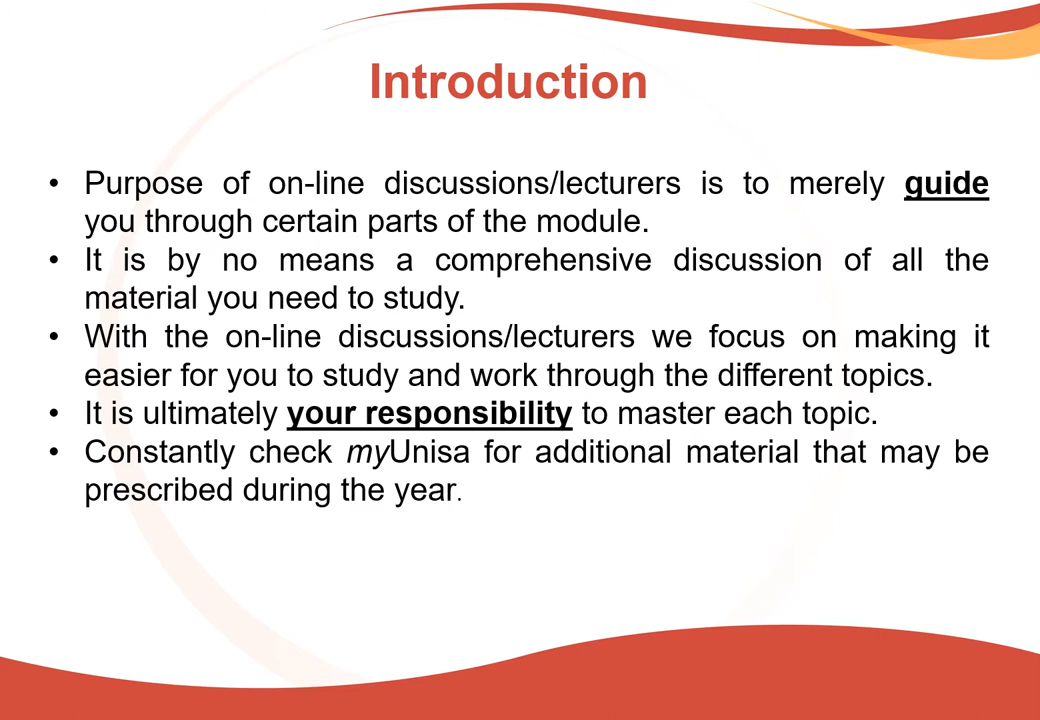 Introduction
• Purpose of on-line discussions/lecturers is to merely guide
you through certain parts of the module.
• It is by no means a comprehensive discussion of all the
material you need to study.
• With the on-line discussions/lecturers we focus on making it
easier for you to study and work through the different topics.
• It is ultimately your responsibility to master each topic.
• Constantly check myUnisa for additional material that may be
prescribed during the year.